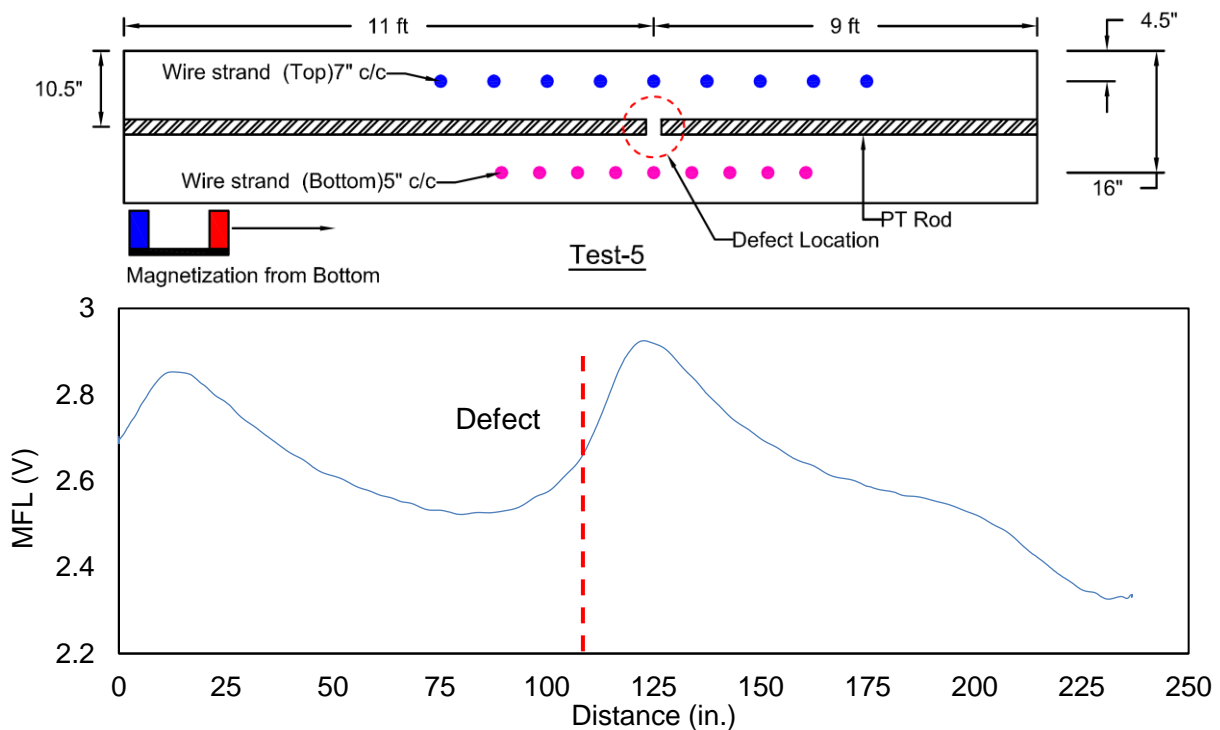 11 ft
9 ft
4.5"
10.5"
Wire strand (Top)7" c/c
Wire strand (Bottom)5" c/c
16"
PT Rod
Defect Location
Magnetization from Bottom
Test-5
3
2.8
2.6
2.4
2.2
MFL (V)
Defect
0
25
50
75
100
125
150
175
200
225
250
Distance (in.)